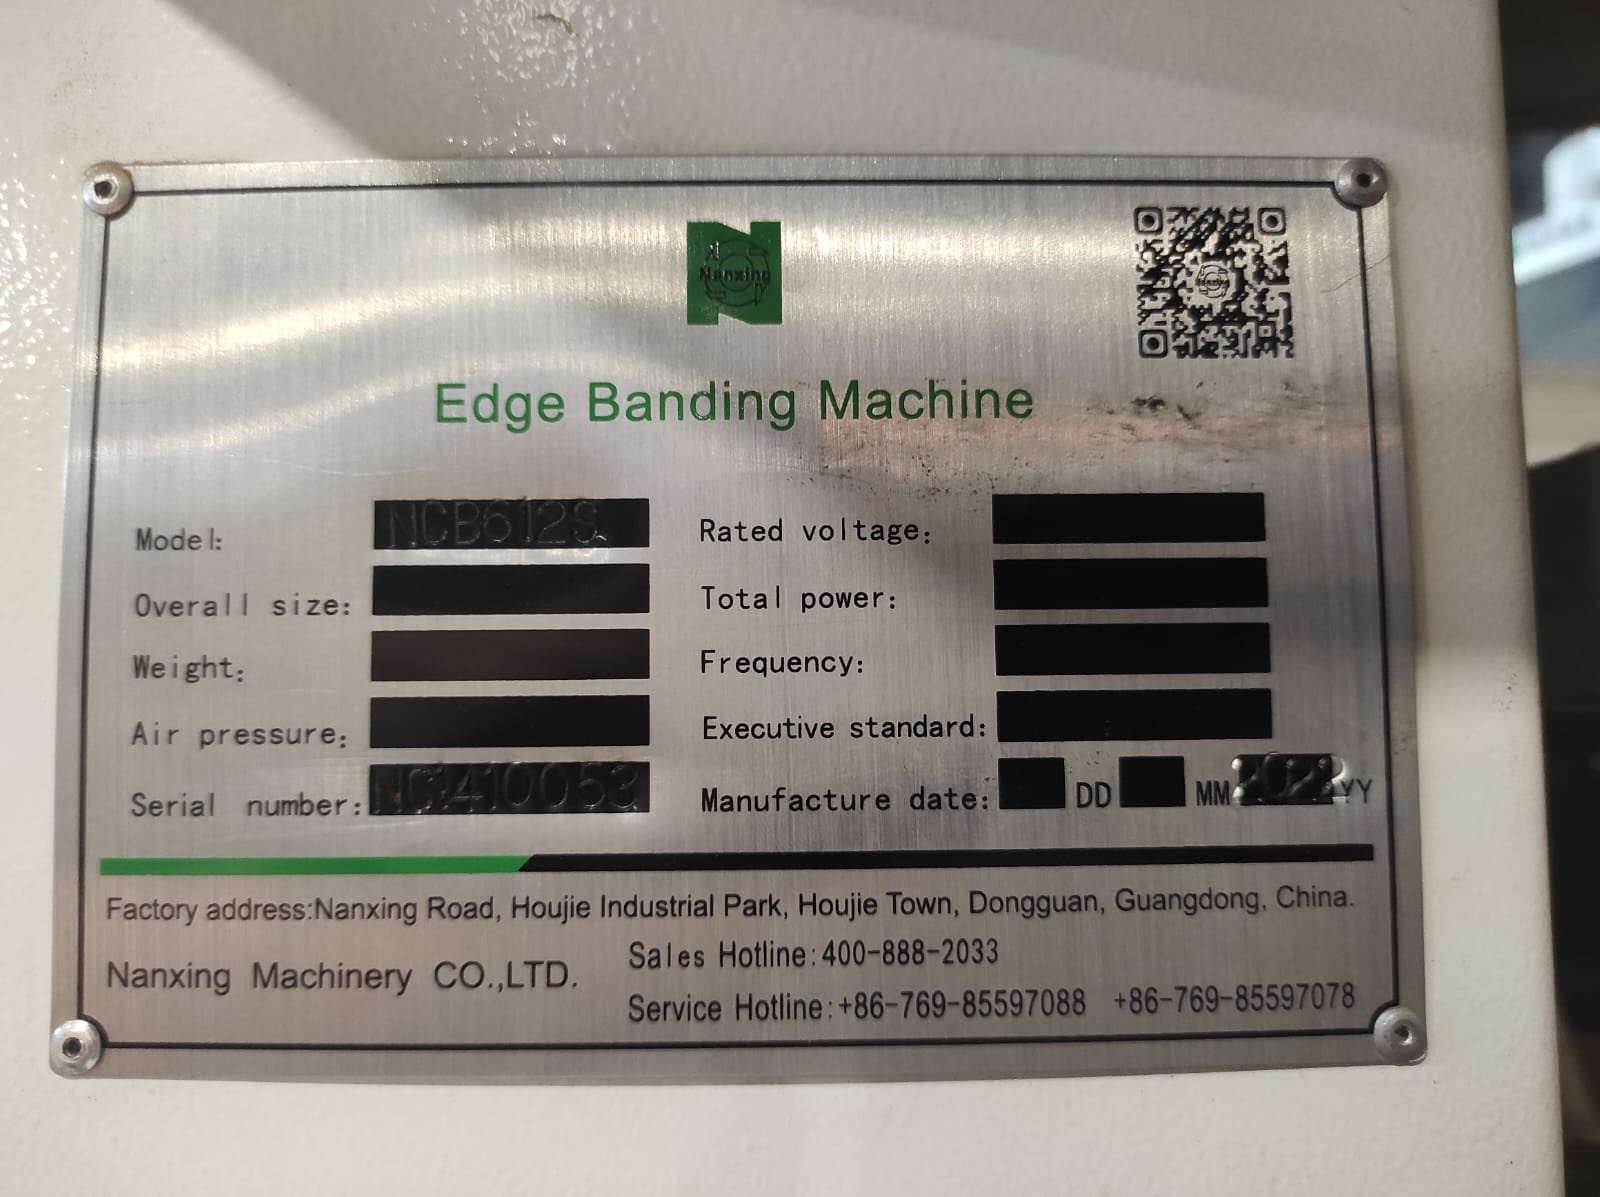 Nanxing
Edge Banding Machine
Model: NCB612S
Rated voltage:
Overall size:
Total power:
Weight:
Frequency:
Air pressure:
Executive standard:
Serial number:
Manufacture date: DD MM 2023 YY
Factory address:Nanxing Road, Houjie Industrial Park, Houjie Town, Dongguan, Guangdong, China.
Nanxing Machinery CO.,LTD.
Sales Hotline:400-888-2033
Service Hotline:+86-769-85597088 +86-769-85597078